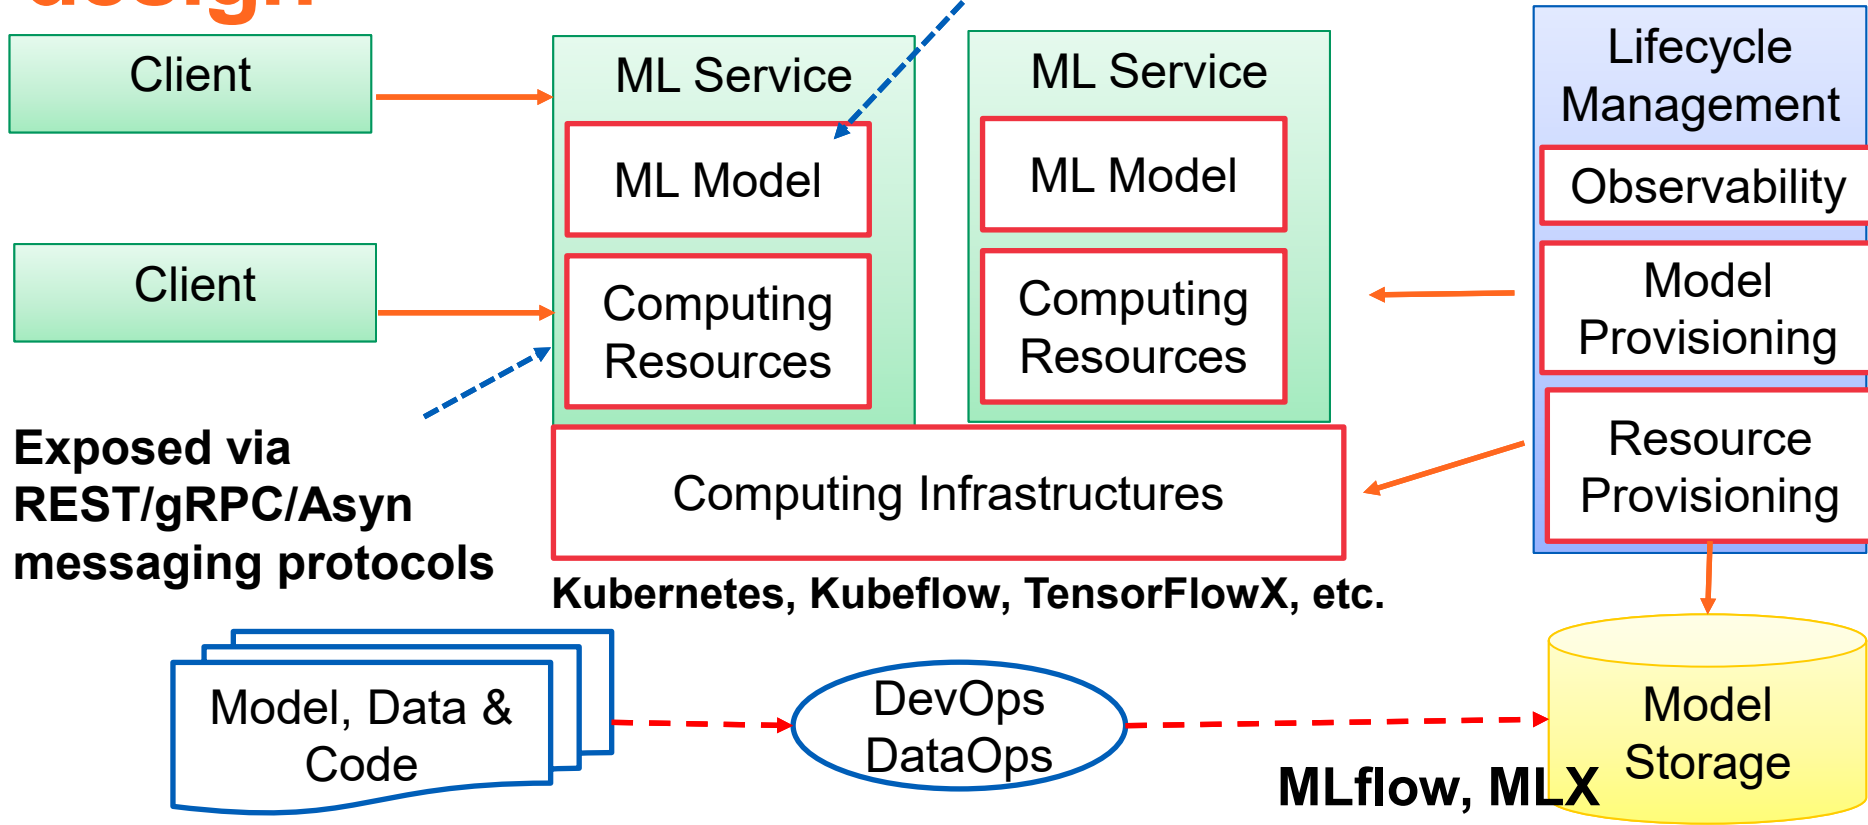 design
Client
Client
ML Service
ML Model
Computing
Resources
ML Service
ML Model
Computing
Resources
Lifecycle
Management
Observability
Model
Provisioning
Resource
Provisioning
Exposed via
REST/gRPC/Asyn
messaging protocols
Computing Infrastructures
Kubernetes, Kubeflow, TensorFlowX, etc.
Model, Data &
Code
DevOps
DataOps
MLflow, MLX
Model
Storage